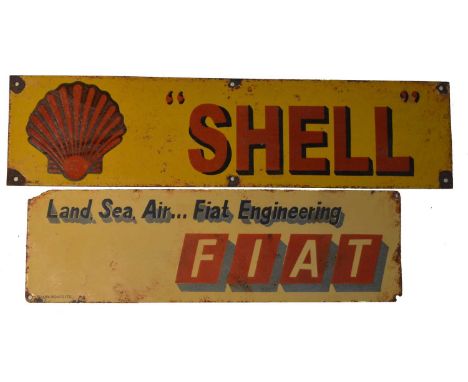 "SHELL"
Land Sea Air... Fiat Engineering
FIAT